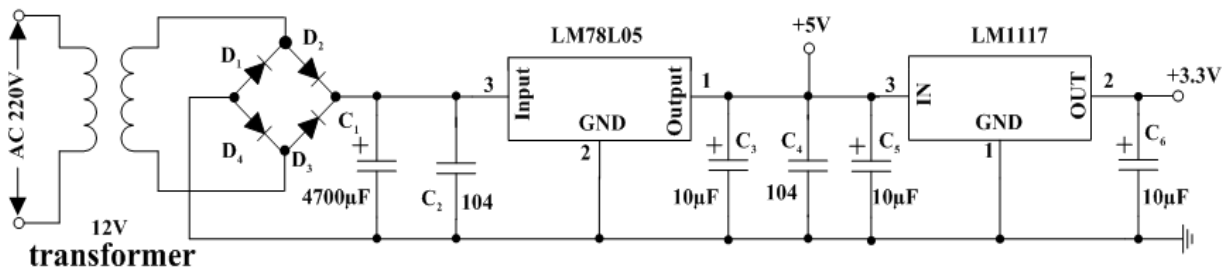 AC 220V
12V
transformer
D1
D2
D3
D4
C1
+
4700μF
C2
104
LM78L05
3
Input
GND
2
Output
1
+
C3
10μF
+5V
C4
104
+
C5
10μF
LM1117
3
IN
GND
1
OUT
2
+3.3V
+
C6
10μF